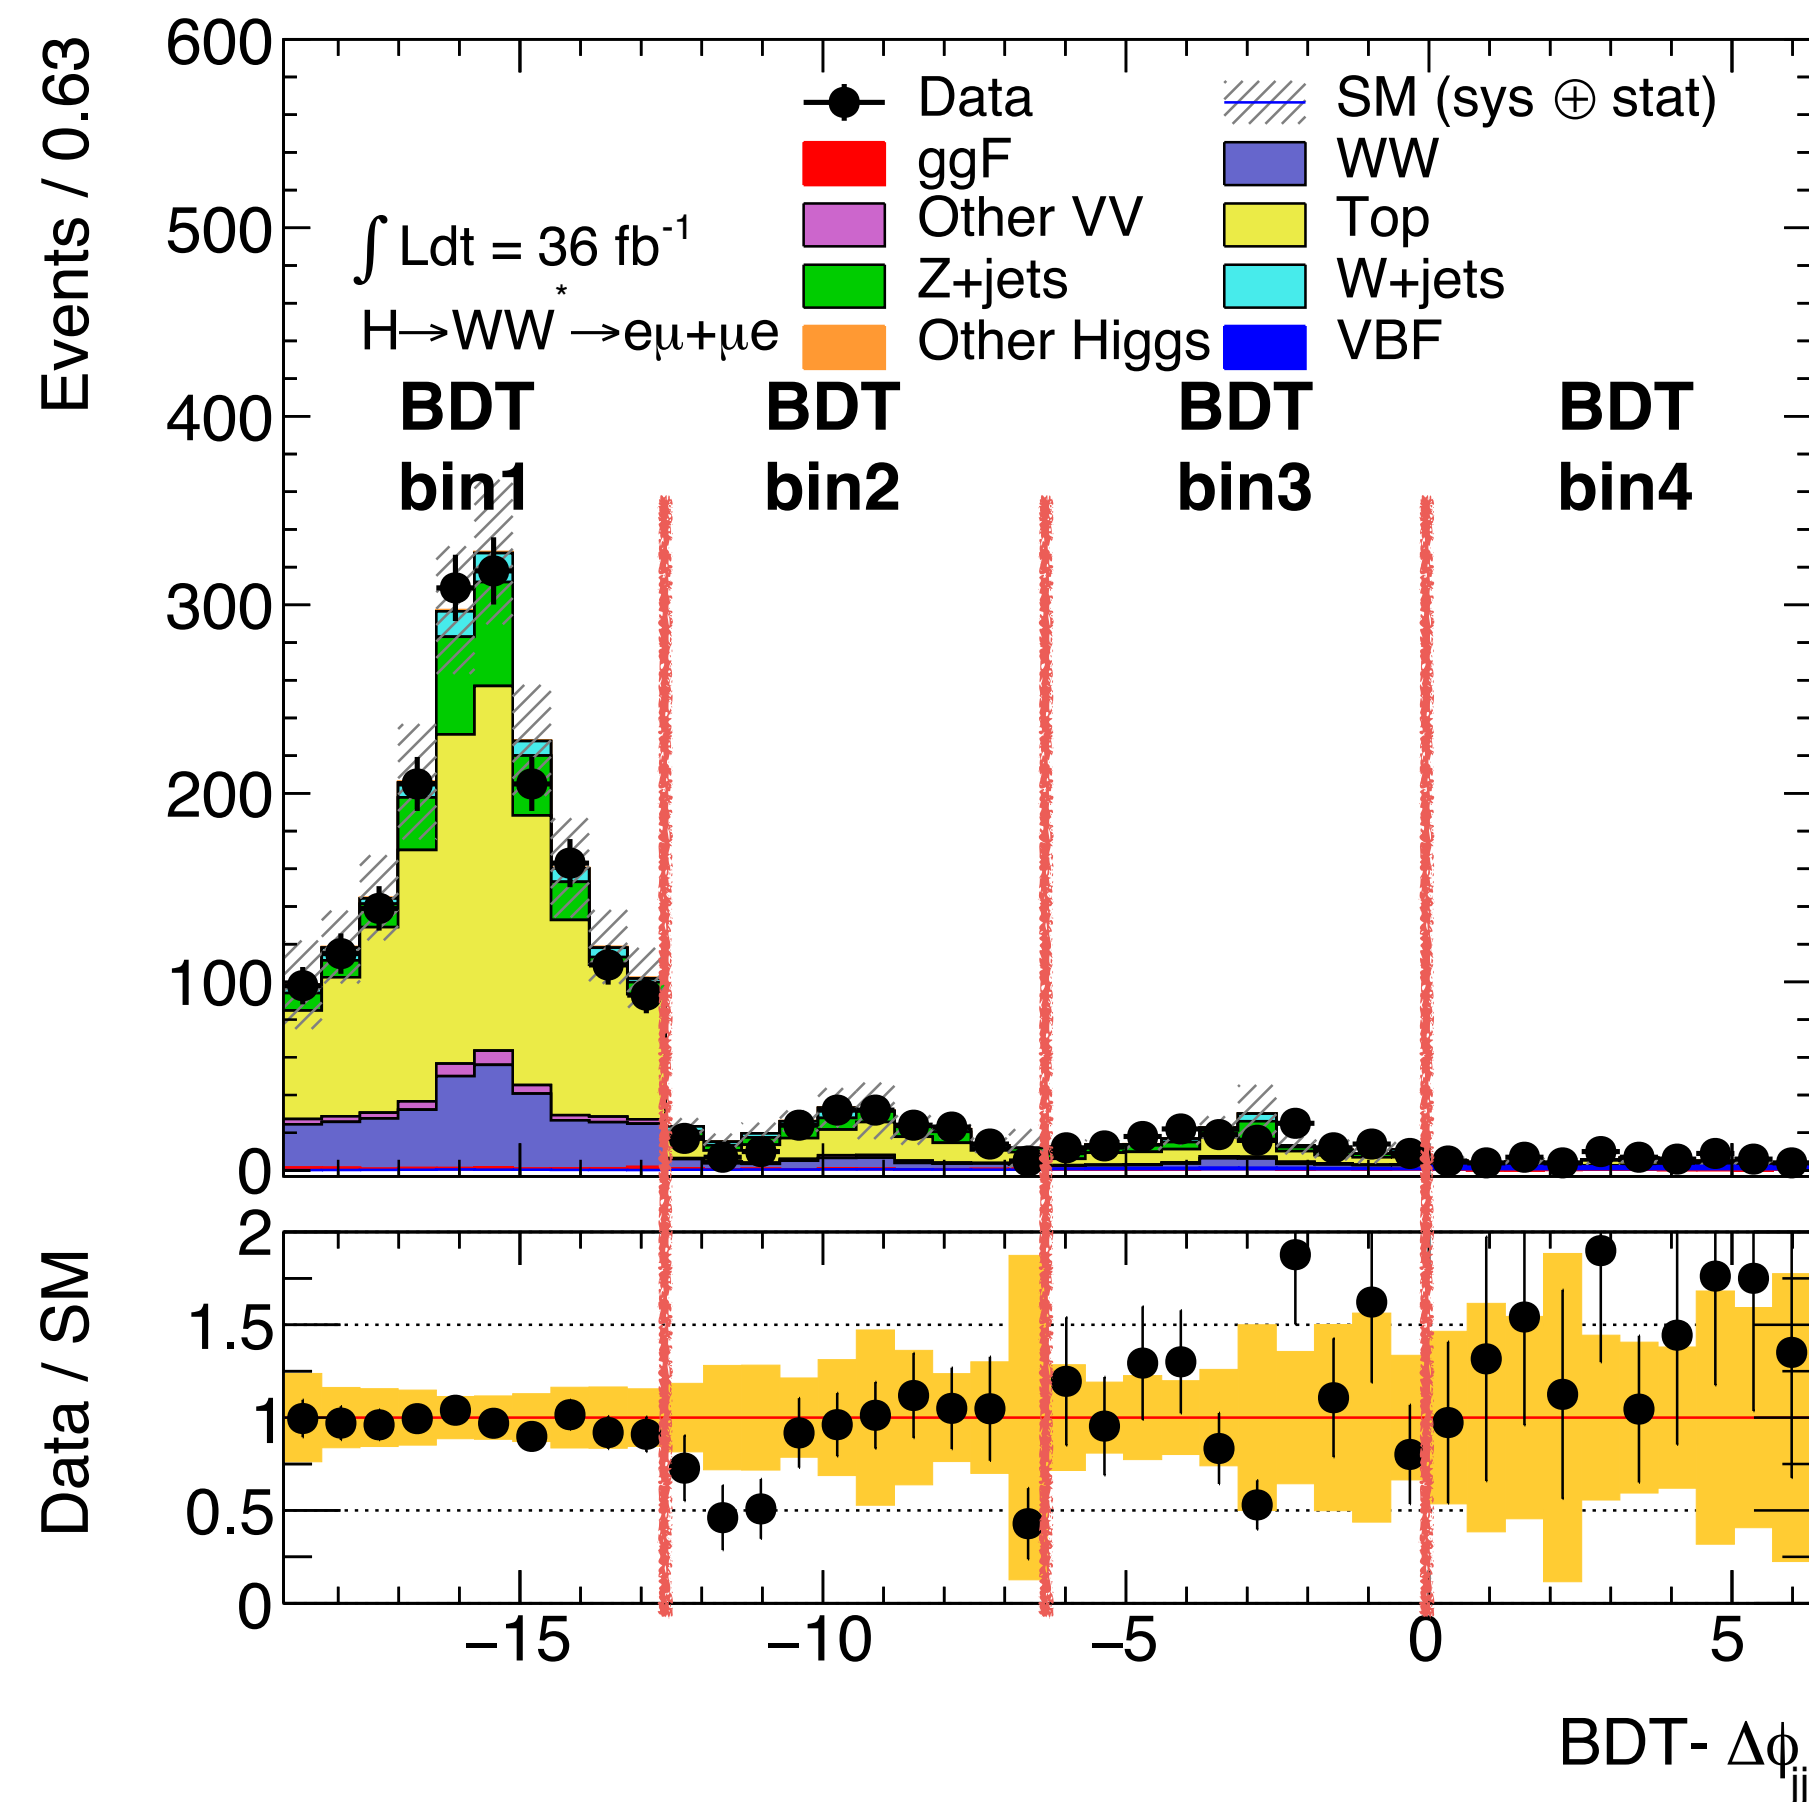 Events / 0.63
600
500
400
300
200
100
0
Data
SM (sys ⊕ stat)
ggF
WW
Other VV
Top
Z+jets
W+jets
Other Higgs
VBF
∫ Ldt = 36 fb⁻¹
H→WW* →eμ+μe
BDT bin1
BDT bin2
BDT bin3
BDT bin4
Data / SM
2
1.5
1
0.5
0
−15
−10
−5
0
5
BDT- Δϕjj